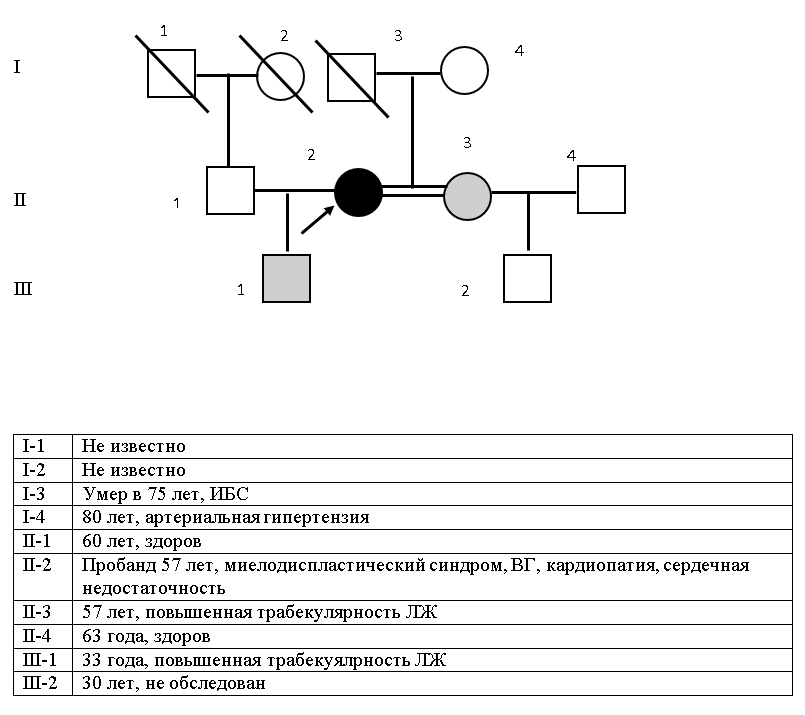 1
2
3
4
I
2
3
4
1
II
1
2
III
I-1 Не известно
I-2 Не известно
I-3 Умер в 75 лет, ИБС
I-4 80 лет, артериальная гипертензия
II-1 60 лет, здоров
II-2 Пробанд 57 лет, миелодиспластический синдром, ВГ, кардиопатия, сердечная
недостаточность
II-3 57 лет, повышенная трабекулярность ЛЖ
II-4 63 года, здоров
III-1 33 года, повышенная трабекуялрность ЛЖ
III-2 30 лет, не обследован